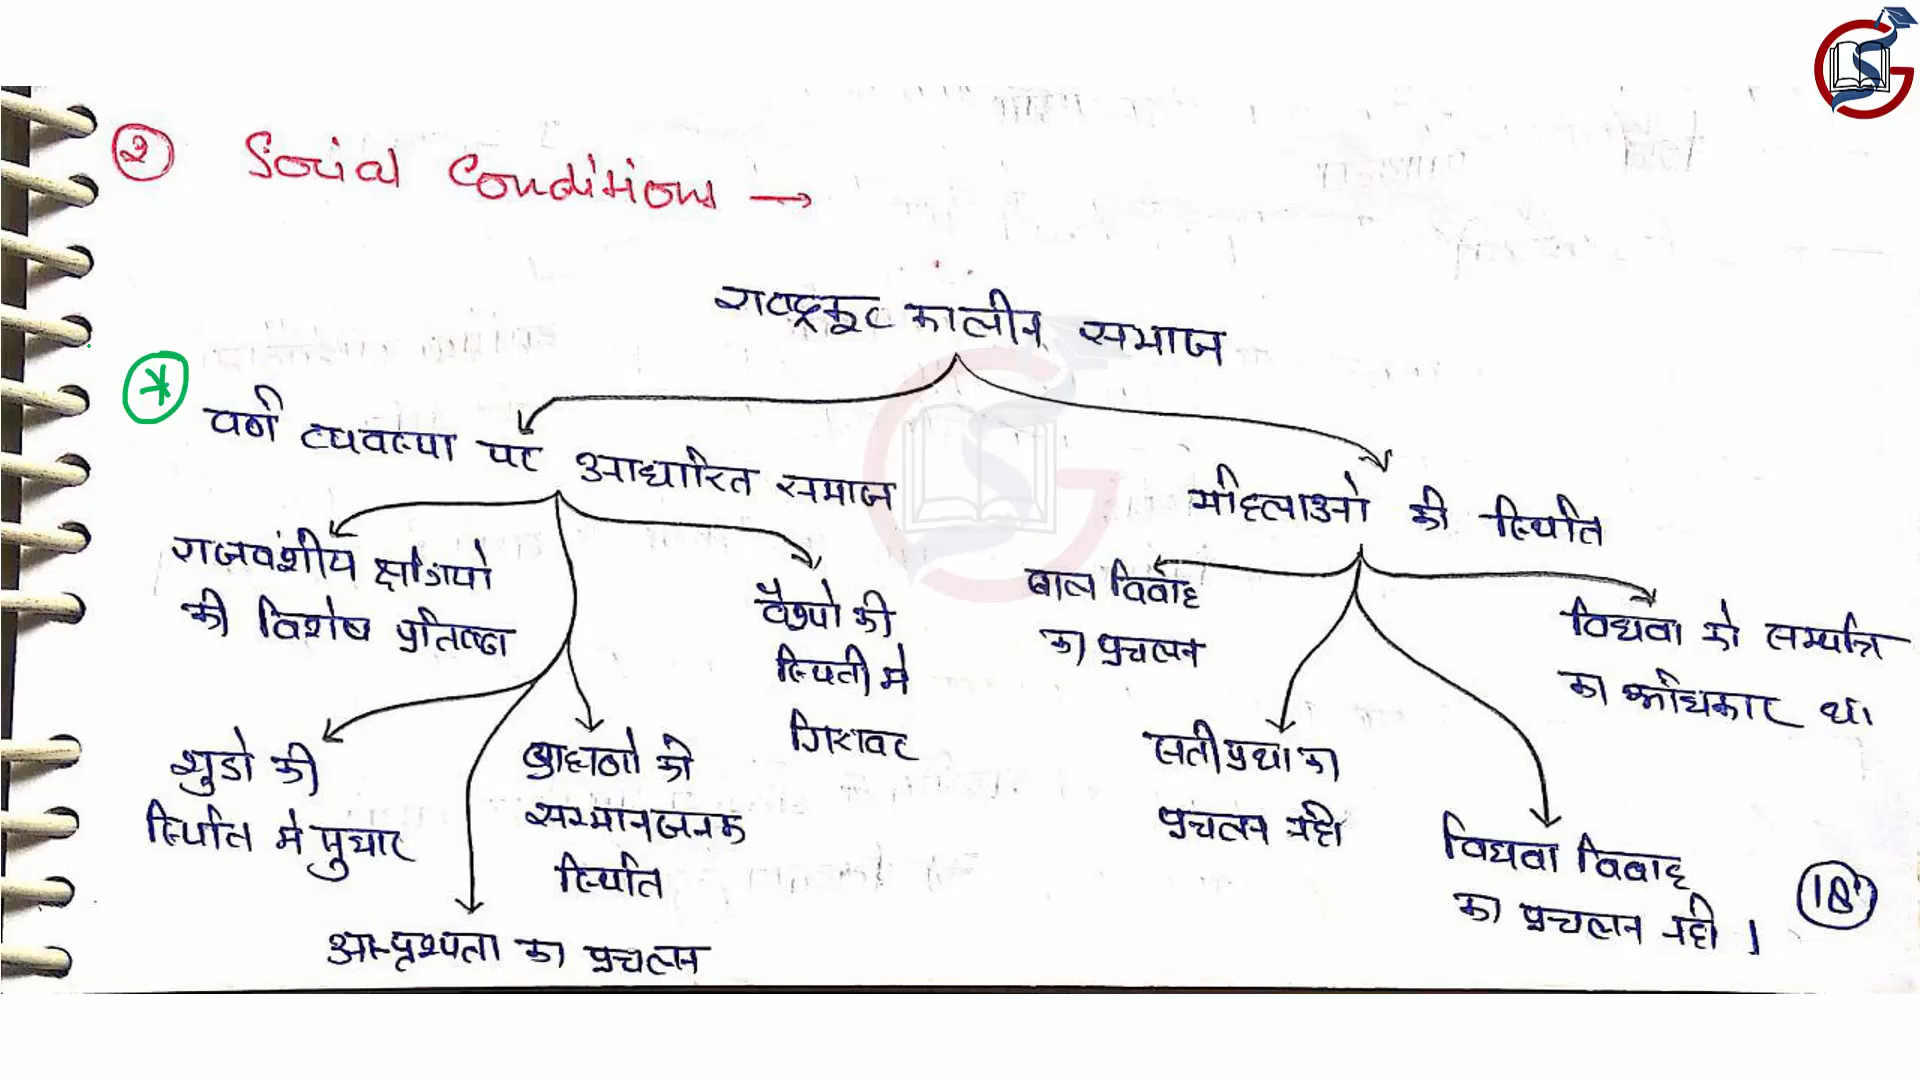 ② Social Conditions →
राष्ट्रकूट कालीन समाज
वर्ण व्यवस्था पर आधारित समाज
महिलाओ की स्थिति
राजवंशीय क्षत्रियो
की विशेष प्रतिष्ठा
वैश्यो की
स्थिती मे
गिरावट
शुद्रो की
स्थिति मे सुधार
ब्राह्मणो की
सम्मानजनक
स्थिति
अस्पृश्यता का प्रचलन
बाल विवाह
का प्रचलन
सतीप्रथा का
प्रचलन नही
विधवा विवाह
का प्रचलन नही ।
विधवा को सम्पत्ति
का अधिकार था
18